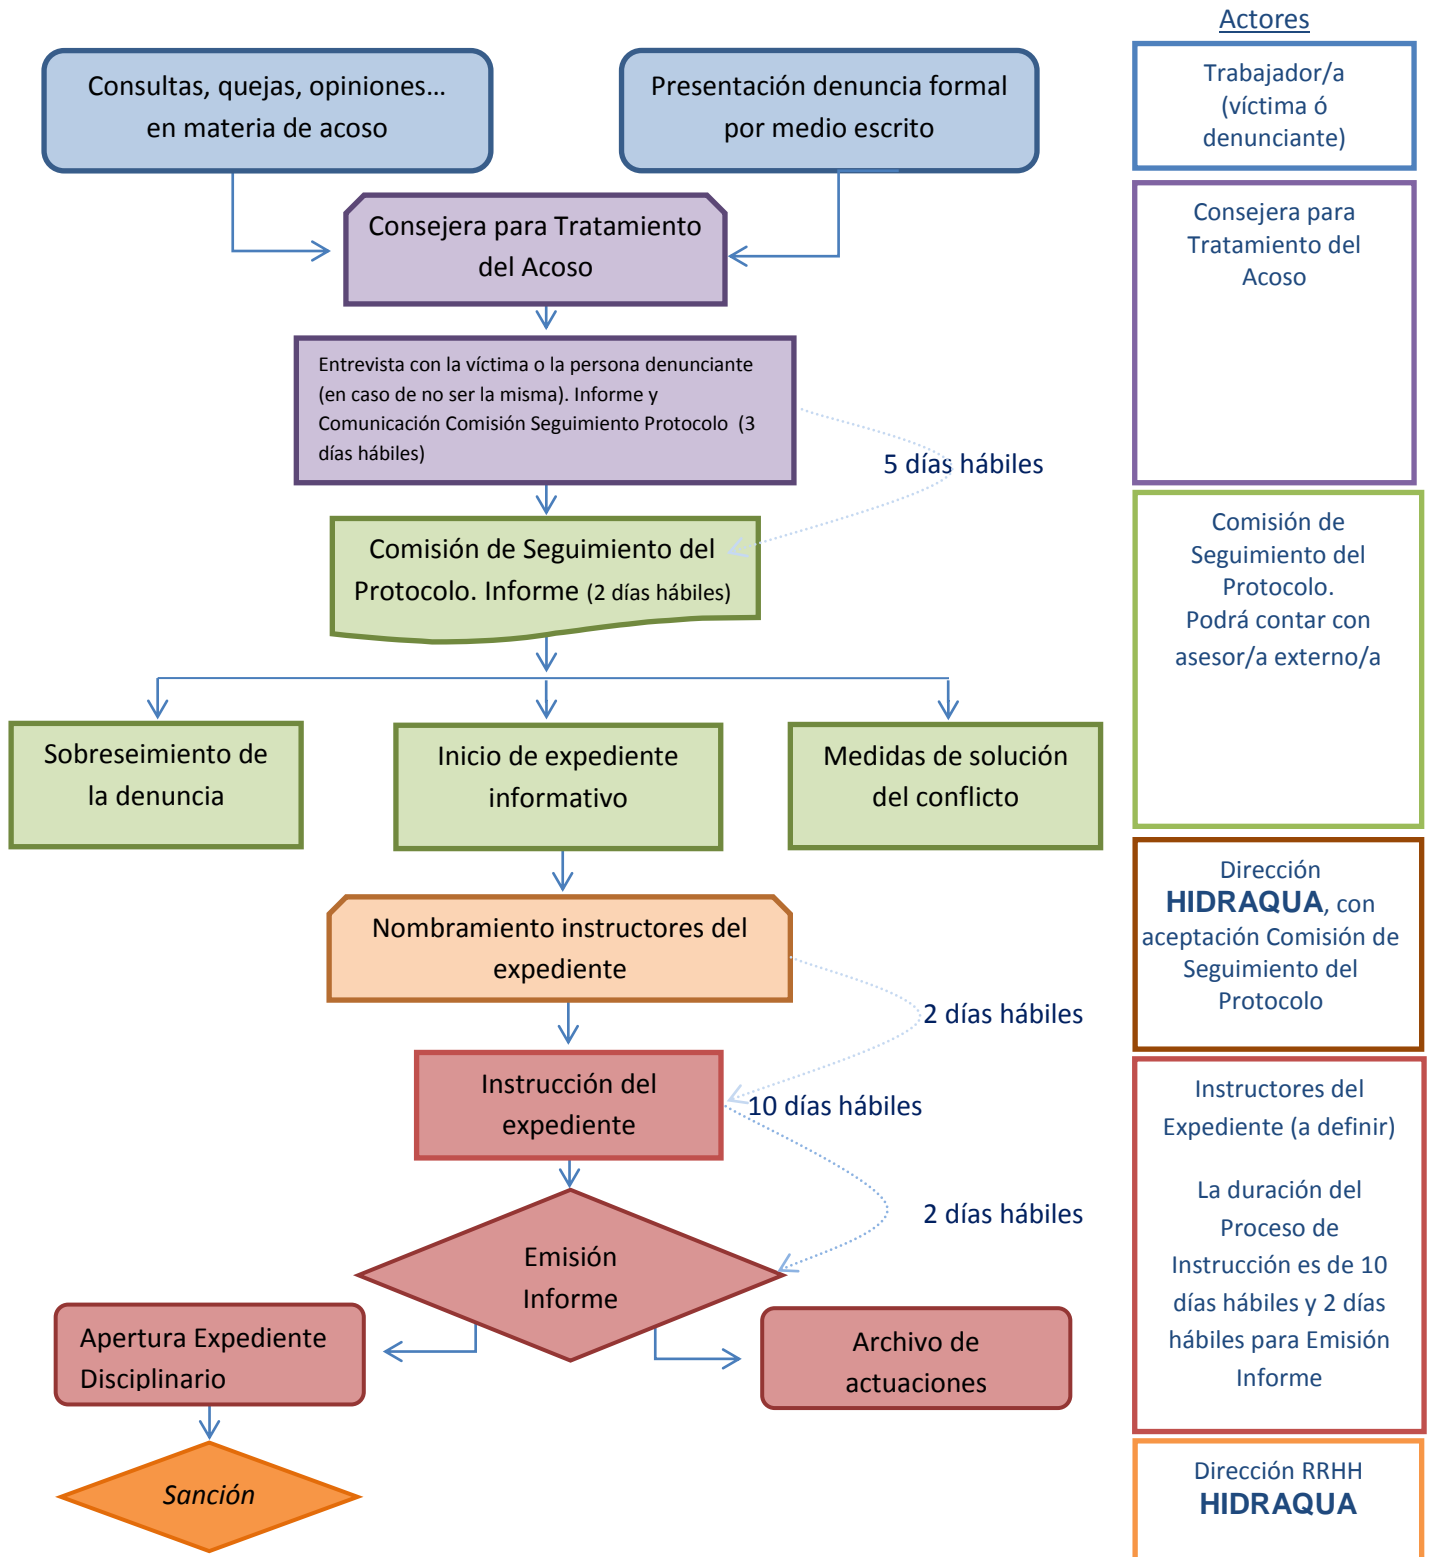 Actores
Consultas, quejas, opiniones...
en materia de acoso
Presentación denuncia formal
por medio escrito
Trabajador/a
(víctima ó
denunciante)
Consejera para Tratamiento
del Acoso
Consejera para
Tratamiento del
Acoso
Entrevista con la víctima o la persona denunciante
(en caso de no ser la misma). Informe y
Comunicación Comisión Seguimiento Protocolo (3
días hábiles)
5 días hábiles
Comisión de Seguimiento del
Protocolo. Informe (2 días hábiles)
Comisión de
Seguimiento del
Protocolo.
Podrá contar con
asesor/a externo/a
Sobreseimiento de
la denuncia
Inicio de expediente
informativo
Medidas de solución
del conflicto
Nombramiento instructores del
expediente
Dirección
HIDRAQUA, con
aceptación Comisión de
Seguimiento del
Protocolo
2 días hábiles
Instrucción del
expediente
10 días hábiles
2 días hábiles
Instructores del
Expediente (a definir)
La duración del
Proceso de
Instrucción es de 10
días hábiles y 2 días
hábiles para Emisión
Informe
Emisión
Informe
Apertura Expediente
Disciplinario
Archivo de
actuaciones
Sanción
Dirección RRHH
HIDRAQUA